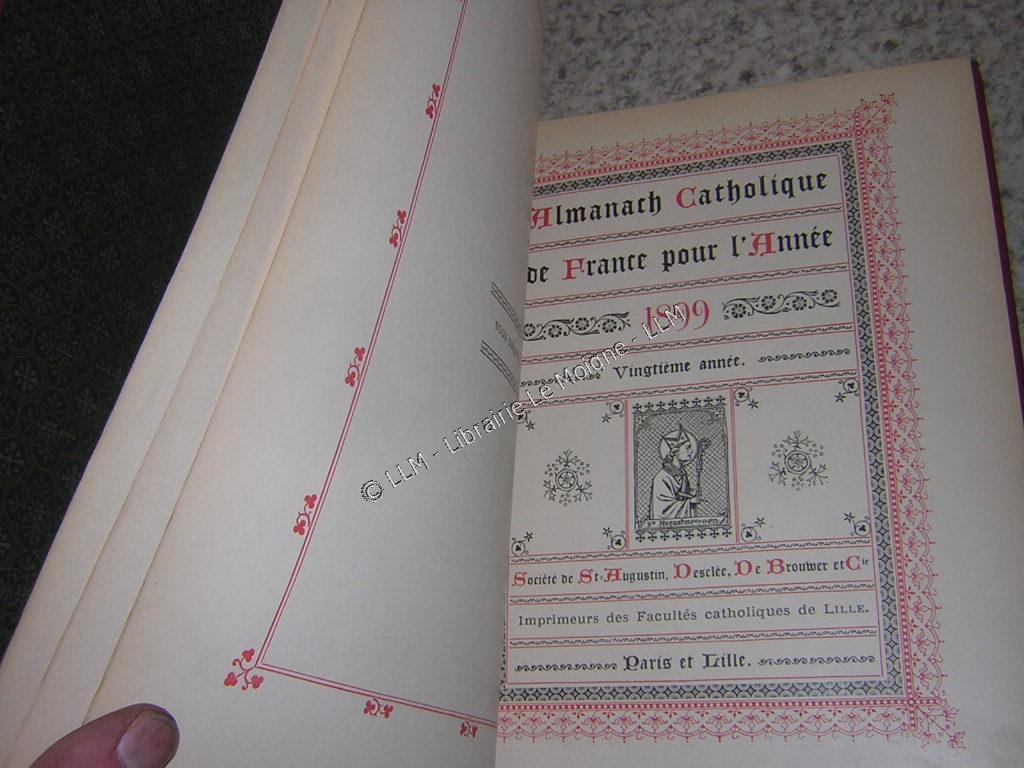 TOUS
Almanach Catholique
de France pour l'Année
1899
Vingtième année.
Société de St-Augustin, Desclée, De Brouwer et Cie
Imprimeurs des Facultés catholiques de LILLE.
Paris et Lille.
© LLM - Librairie Le Moigne - LLM